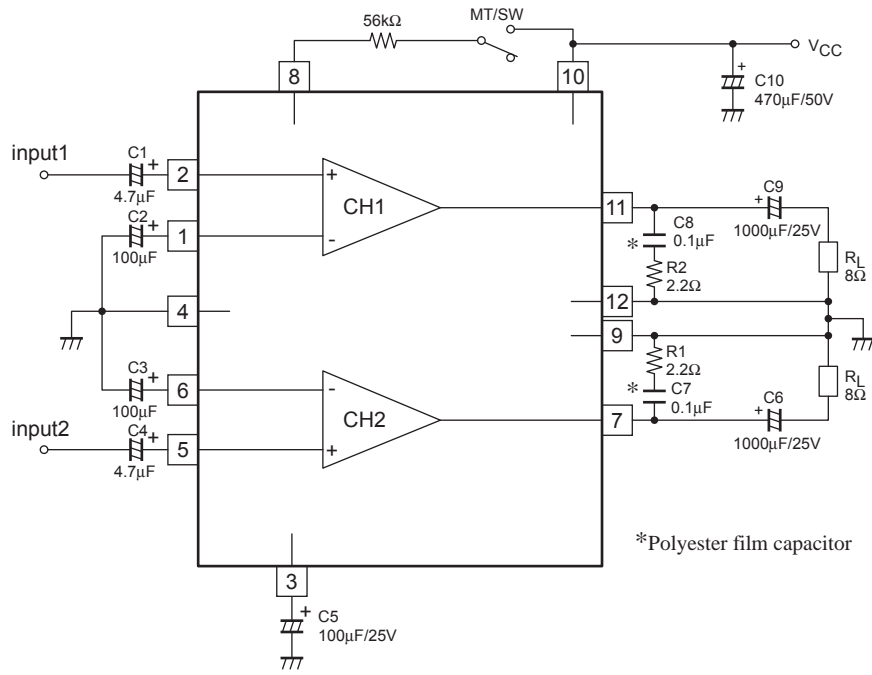 56kΩ
MT/SW
VCC
8
10
+
C10
470μF/50V
input1
C1
+
2
4.7μF
+
CH1
-
C2
+
1
100μF
11
C8
0.1μF
*
R2
2.2Ω
C9
+
1000μF/25V
RL
8Ω
4
12
9
C3
+
6
100μF
-
CH2
+
R1
2.2Ω
*
C7
0.1μF
RL
8Ω
input2
C4
+
5
4.7μF
7
C6
+
1000μF/25V
*Polyester film capacitor
3
+
C5
100μF/25V